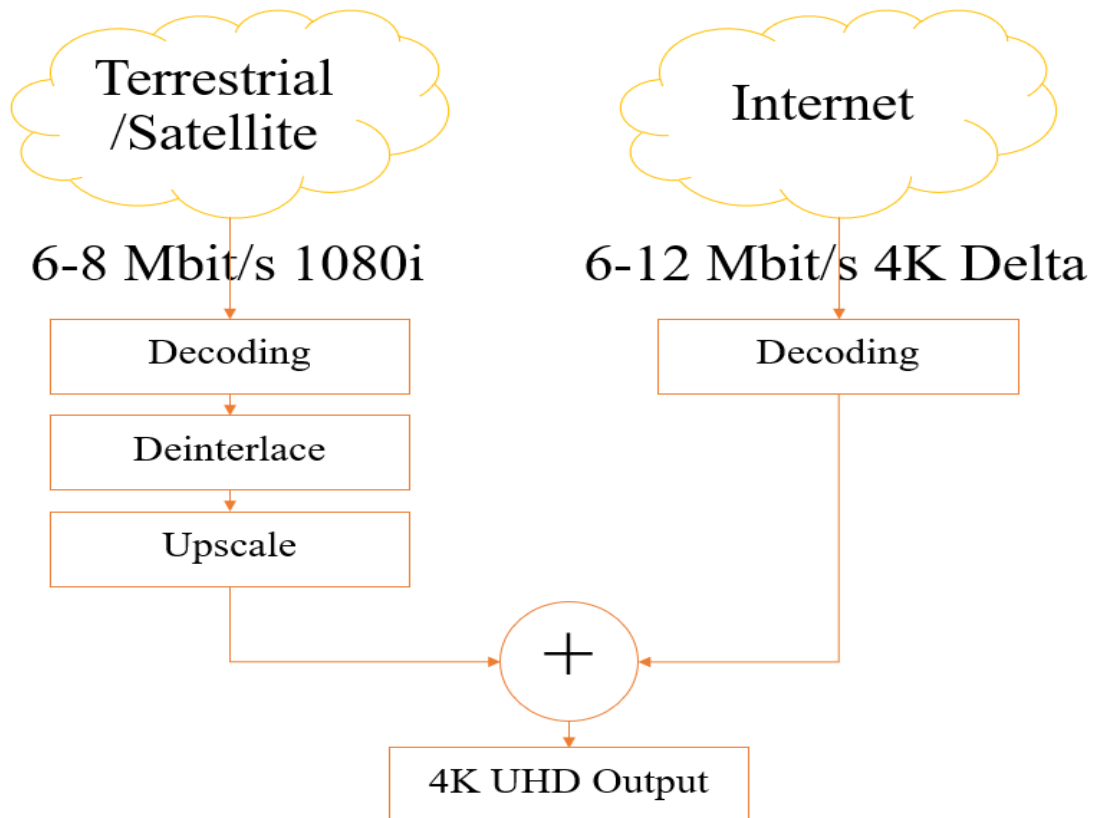 Terrestrial
/Satellite
Internet
6-8 Mbit/s 1080i
6-12 Mbit/s 4K Delta
Decoding
Decoding
Deinterlace
Upscale
+
4K UHD Output